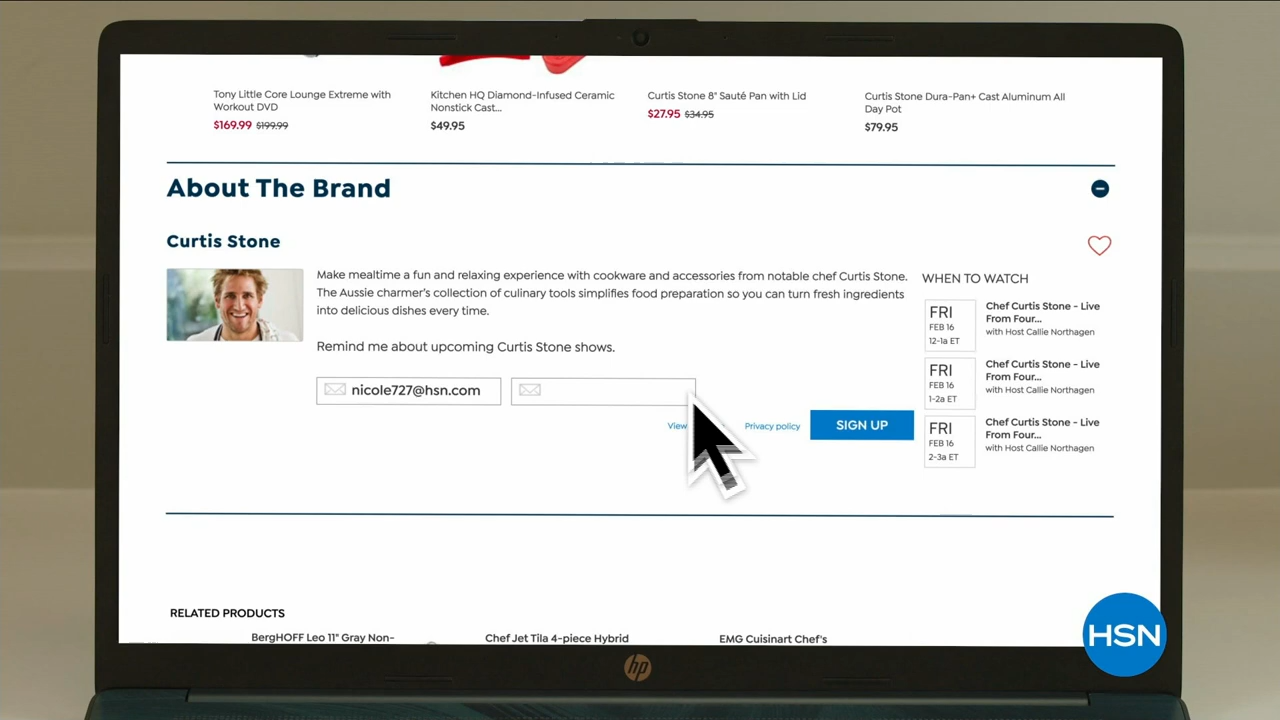 Tony Little Core Lounge Extreme with
Workout DVD
$169.99 $199.99
Kitchen HQ Diamond-Infused Ceramic
Nonstick Cast...
$49.95
Curtis Stone 8" Sauté Pan with Lid
$27.95 $34.95
Curtis Stone Dura-Pan+ Cast Aluminum All
Day Pot
$79.95
About The Brand
Curtis Stone
Make mealtime a fun and relaxing experience with cookware and accessories from notable chef Curtis Stone.
The Aussie charmer's collection of culinary tools simplifies food preparation so you can turn fresh ingredients
into delicious dishes every time.
Remind me about upcoming Curtis Stone shows.
nicole727@hsn.com
View
Privacy policy
SIGN UP
WHEN TO WATCH
FRI
FEB 16
12-1a ET
Chef Curtis Stone - Live
From Four...
with Host Callie Northagen
FRI
FEB 16
1-2a ET
Chef Curtis Stone - Live
From Four...
with Host Callie Northagen
FRI
FEB 16
2-3a ET
Chef Curtis Stone - Live
From Four...
with Host Callie Northagen
RELATED PRODUCTS
BergHOFF Leo 11" Gray Non-
Chef Jet Tila 4-piece Hybrid
EMG Cuisinart Chef's
HSN
hp